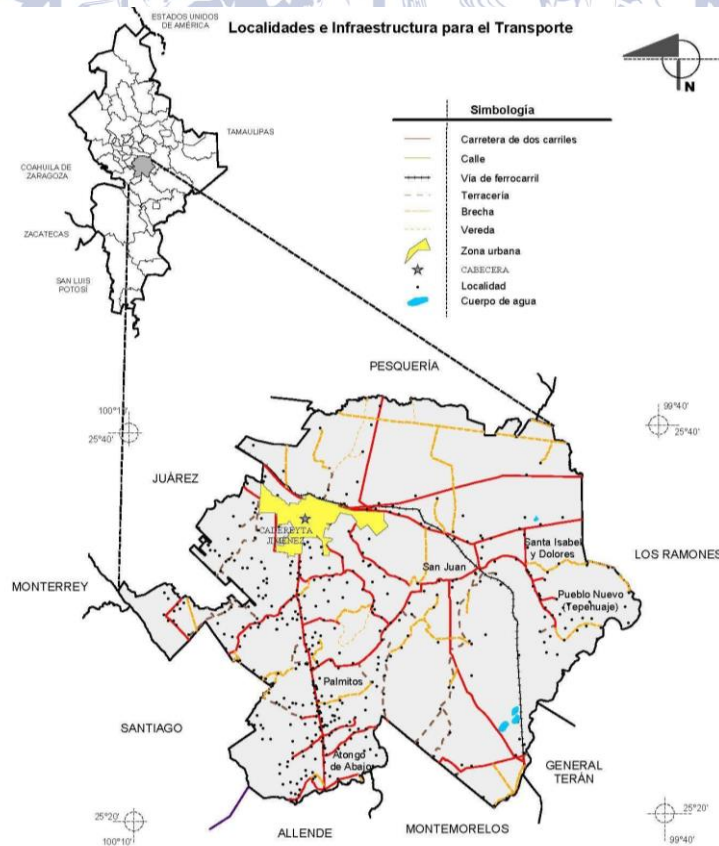 ESTADOS UNIDOS
DE AMÉRICA
Localidades e Infraestructura para el Transporte
N
TAMAULIPAS
COAHUILA DE
ZARAGOZA
ZACATECAS
SAN LUIS
POTOSÍ
Simbología
Carretera de dos carriles
Calle
Vía de ferrocarril
Terracería
Brecha
Vereda
Zona urbana
CABECERA
Localidad
Cuerpo de agua
PESQUERÍA
100°10'
25°40'
99°40'
25°40'
JUÁREZ
CADEREYTA
JIMÉNEZ
Santa Isabel
y Dolores
LOS RAMONES
San Juan
MONTERREY
Pueblo Nuevo
(Tepehuaje)
Palmitos
SANTIAGO
Atongo
de Abajo
GENERAL
TERÁN
25°20'
100°10'
ALLENDE
MONTEMORELOS
25°20'
99°40'